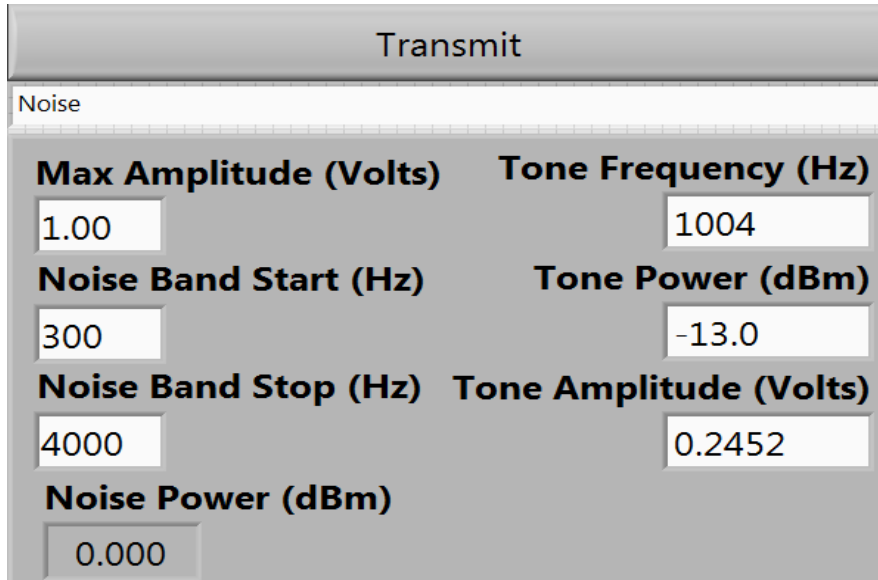 Transmit
Noise
Max Amplitude (Volts)
1.00
Noise Band Start (Hz)
300
Noise Band Stop (Hz)
4000
Noise Power (dBm)
0.000
Tone Frequency (Hz)
1004
Tone Power (dBm)
-13.0
Tone Amplitude (Volts)
0.2452